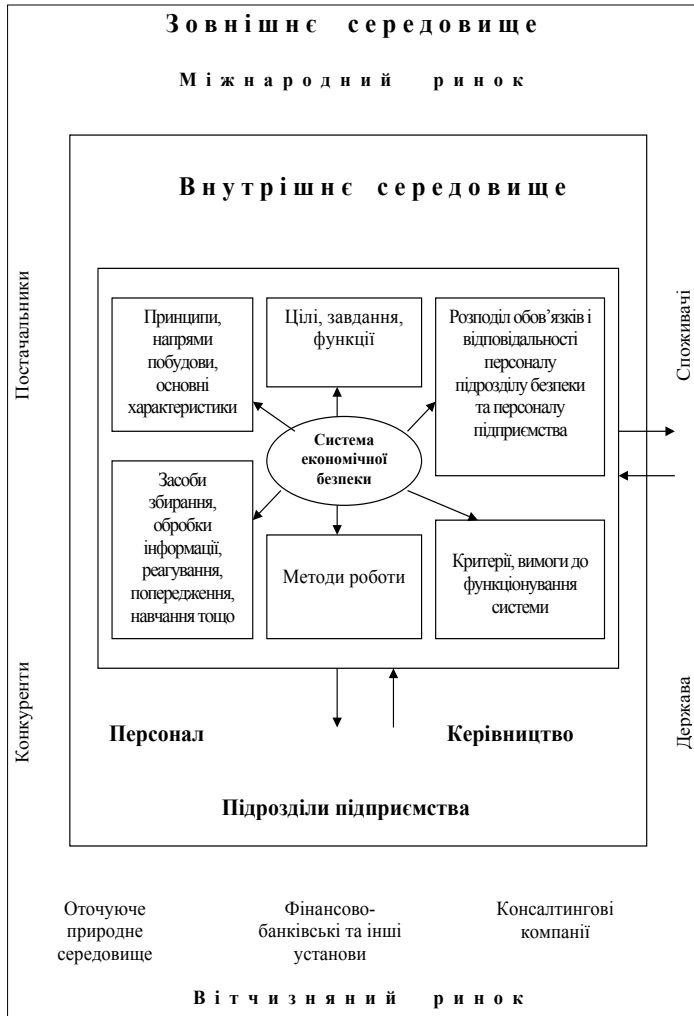 Зовнішнє середовище
Міжнародний ринок
Внутрішнє середовище
Постачальники
Споживачі
Принципи,
напрями
побудови,
основні
характеристики
Цілі, завдання,
функції
Розподіл обов’язків і
відповідальності
персоналу
підрозділу безпеки
та персоналу
підприємства
Система
економічної
безпеки
Засоби
збирання,
обробки
інформації,
реагування,
попередження,
навчання тощо
Методи роботи
Критерії, вимоги до
функціонування
системи
Конкуренти
Держава
Персонал
Керівництво
Підрозділи підприємства
Оточуюче
природне
середовище
Фінансово-
банківські та інші
установи
Консалтингові
компанії
Вітчизняний ринок